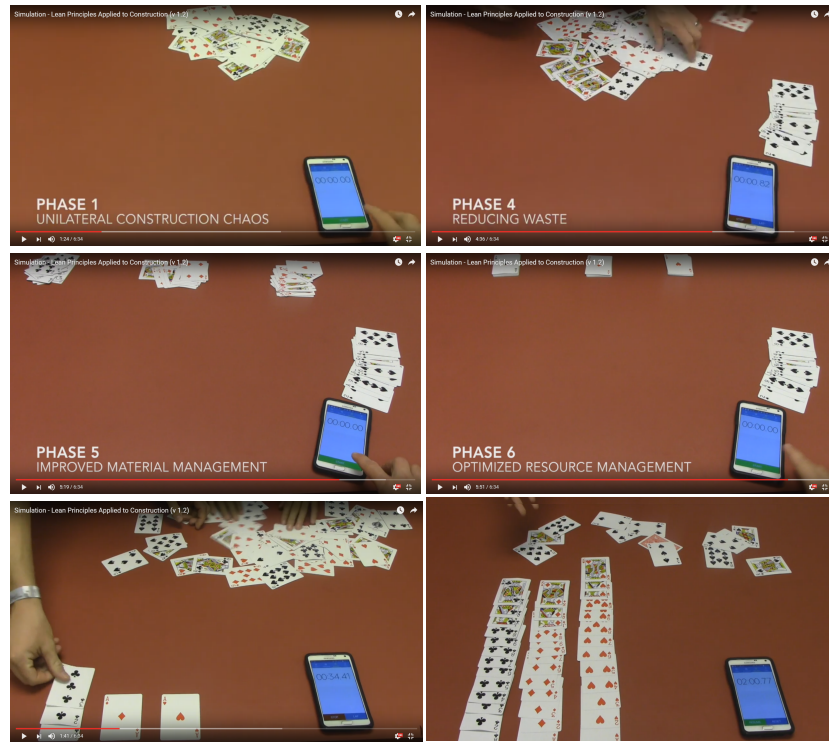 Simulation - Lean Principles Applied to Construction (v 1.2)
00:00.00
PHASE 1
UNILATERAL CONSTRUCTION CHAOS
1:24 / 6:34
Simulation - Lean Principles Applied to Construction (v 1.2)
00:00.82
PHASE 4
REDUCING WASTE
4:36 / 6:34
Simulation - Lean Principles Applied to Construction (v 1.2)
00:00.00
PHASE 5
IMPROVED MATERIAL MANAGEMENT
5:19 / 6:34
Simulation - Lean Principles Applied to Construction (v 1.2)
00:00.00
PHASE 6
OPTIMIZED RESOURCE MANAGEMENT
5:51 / 6:34
Simulation - Lean Principles Applied to Construction (v 1.2)
00:34.41
1:41 / 6:34
02:00.77